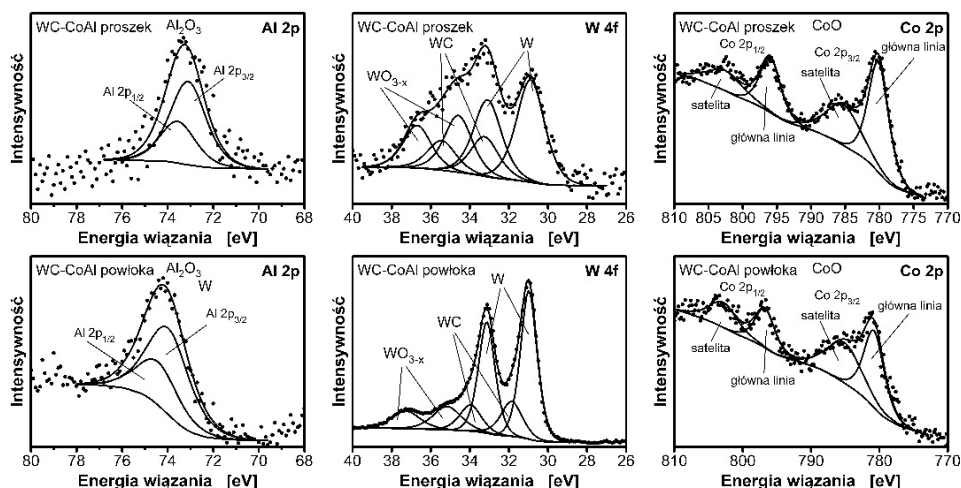 WC-CoAl proszek Al₂O₃ Al 2p
Al 2p₃/₂
Al 2p₁/₂
Intensywność
80 78 76 74 72 70 68
Energia wiązania [eV]
WC-CoAl proszek W 4f
WC W
WO₃₋ₓ
Intensywność
40 38 36 34 32 30 28 26
Energia wiązania [eV]
WC-CoAl proszek CoO Co 2p
Co 2p₁/₂ Co 2p₃/₂ główna linia
satelita satelita
główna linia
Intensywność
810 805 800 795 790 785 780 775 770
Energia wiązania [eV]
WC-CoAl powłoka Al₂O₃ Al 2p
W
Al 2p₃/₂
Al 2p₁/₂
Intensywność
80 78 76 74 72 70 68
Energia wiązania [eV]
WC-CoAl powłoka W 4f
W
WC
WO₃₋ₓ
Intensywność
40 38 36 34 32 30 28 26
Energia wiązania [eV]
WC-CoAl powłoka CoO Co 2p
Co 2p₁/₂ Co 2p₃/₂ główna linia
satelita satelita
główna linia
Intensywność
810 800 790 780 770
Energia wiązania [eV]